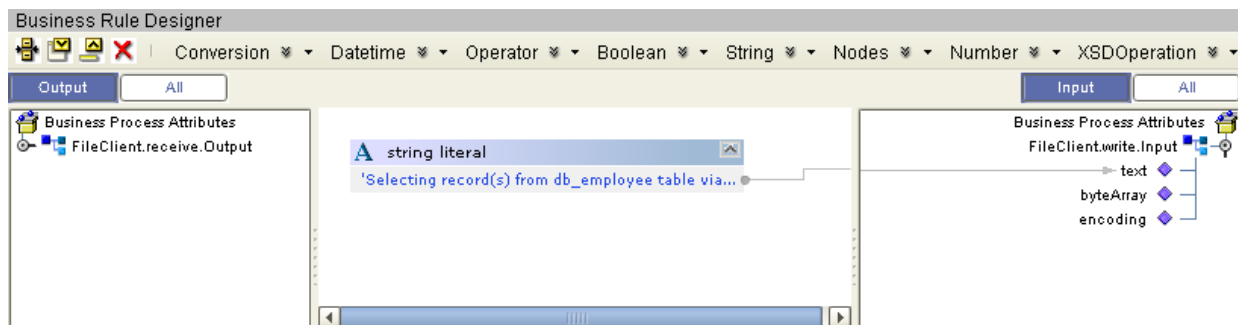 Business Rule Designer
Conversion Datetime Operator Boolean String Nodes Number XSDOperation
Output All Input All
Business Process Attributes
FileClient.receive.Output
A string literal
'Selecting record(s) from db_employee table via...
Business Process Attributes
FileClient.write.Input
text
byteArray
encoding